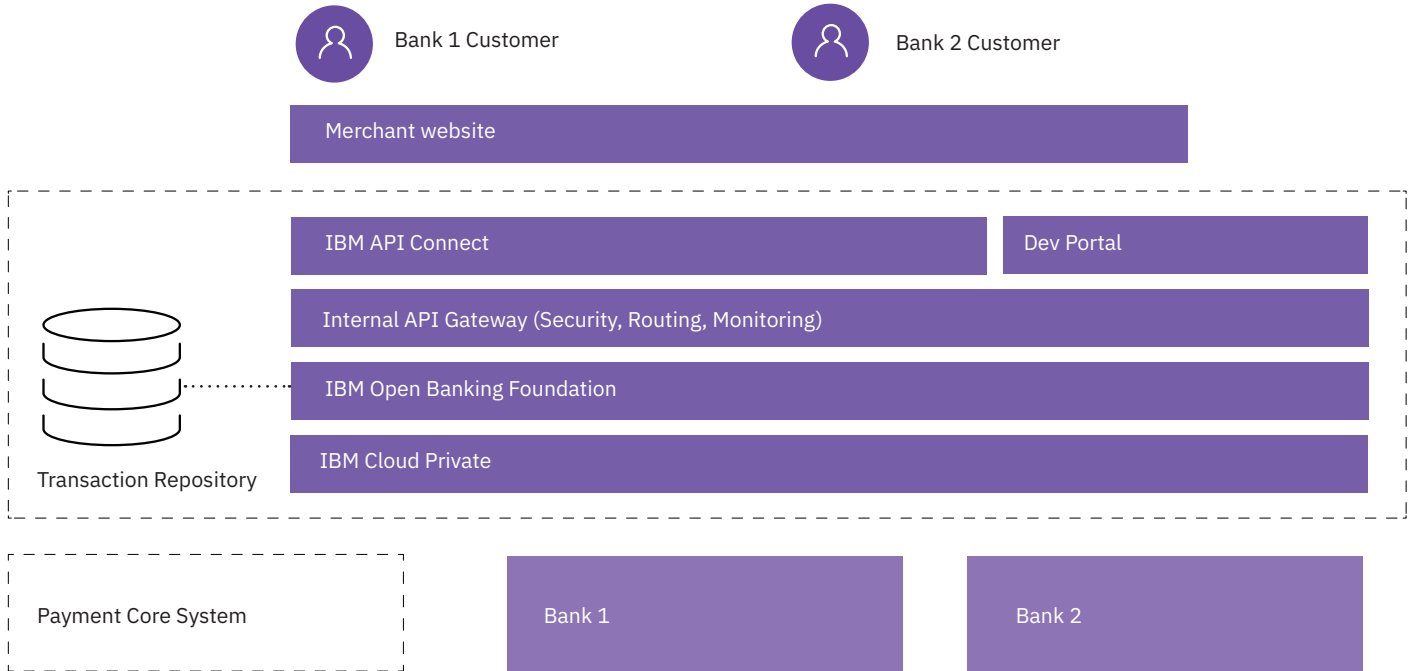 Bank 1 Customer
Bank 2 Customer
Merchant website
IBM API Connect
Dev Portal
Internal API Gateway (Security, Routing, Monitoring)
IBM Open Banking Foundation
IBM Cloud Private
Transaction Repository
Payment Core System
Bank 1
Bank 2